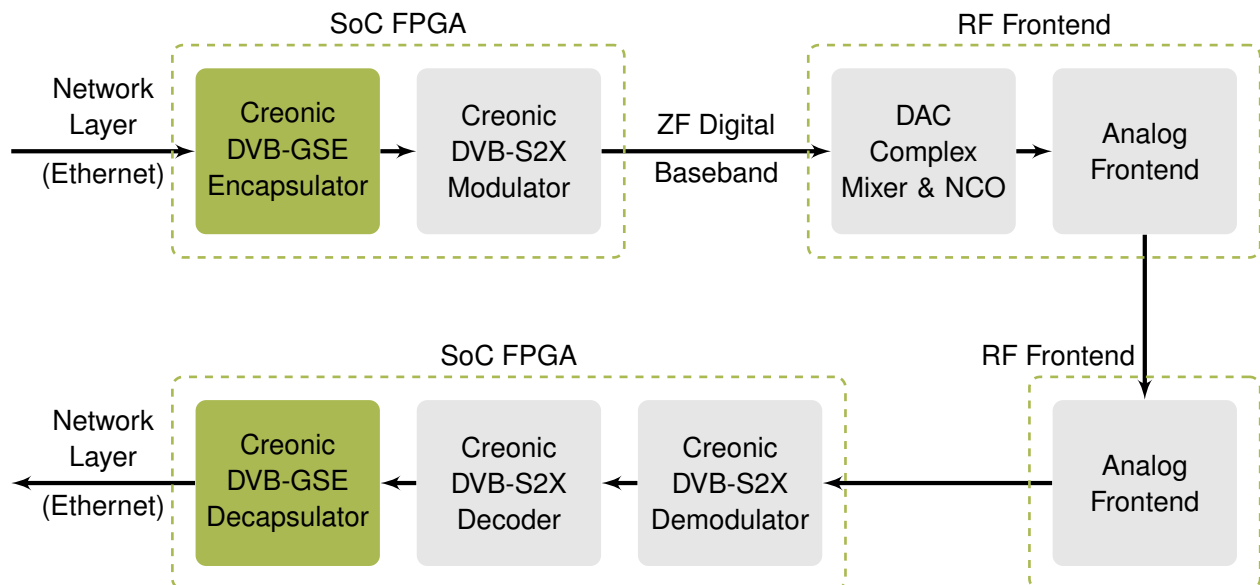 SoC FPGA
RF Frontend
Network
Layer
(Ethernet)
Creonic
DVB-GSE
Encapsulator
Creonic
DVB-S2X
Modulator
ZF Digital
Baseband
DAC
Complex
Mixer & NCO
Analog
Frontend
SoC FPGA
RF Frontend
Network
Layer
(Ethernet)
Creonic
DVB-GSE
Decapsulator
Creonic
DVB-S2X
Decoder
Creonic
DVB-S2X
Demodulator
Analog
Frontend